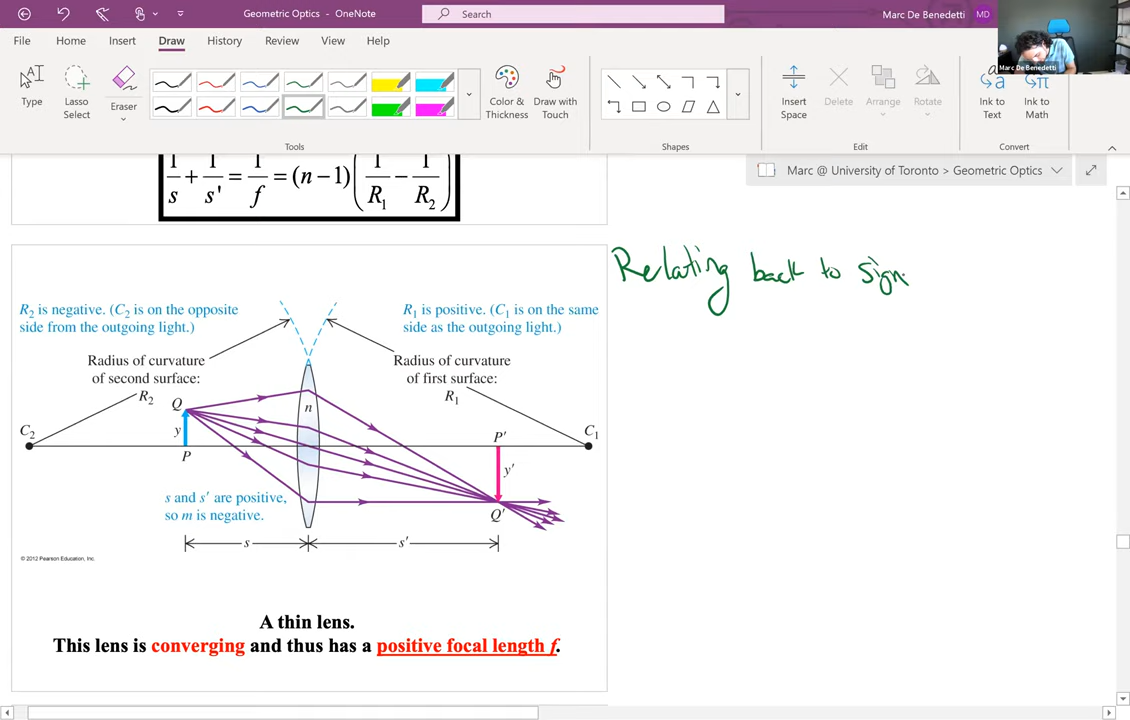 Geometric Optics - OneNote
Search
Marc De Benedetti
MD
Marc De Benedetti
File
Home
Insert
Draw
History
Review
View
Help
Type
Lasso
Select
Eraser
Color &
Thickness
Draw with
Touch
Insert
Space
Delete
Arrange
Rotate
Ink to
Text
Ink to
Math
Tools
Shapes
Edit
Convert
Marc @ University of Toronto > Geometric Optics
1/s + 1/s' = 1/f = (n−1)(1/R₁ − 1/R₂)
Relating back to sign
R₂ is negative. (C₂ is on the opposite
side from the outgoing light.)
R₁ is positive. (C₁ is on the same
side as the outgoing light.)
Radius of curvature
of second surface:
R₂
Radius of curvature
of first surface:
R₁
Q
n
C₂
y
P
P'
C₁
y'
s and s' are positive,
so m is negative.
Q'
s
s'
© 2012 Pearson Education, Inc.
A thin lens.
This lens is converging and thus has a positive focal length f.